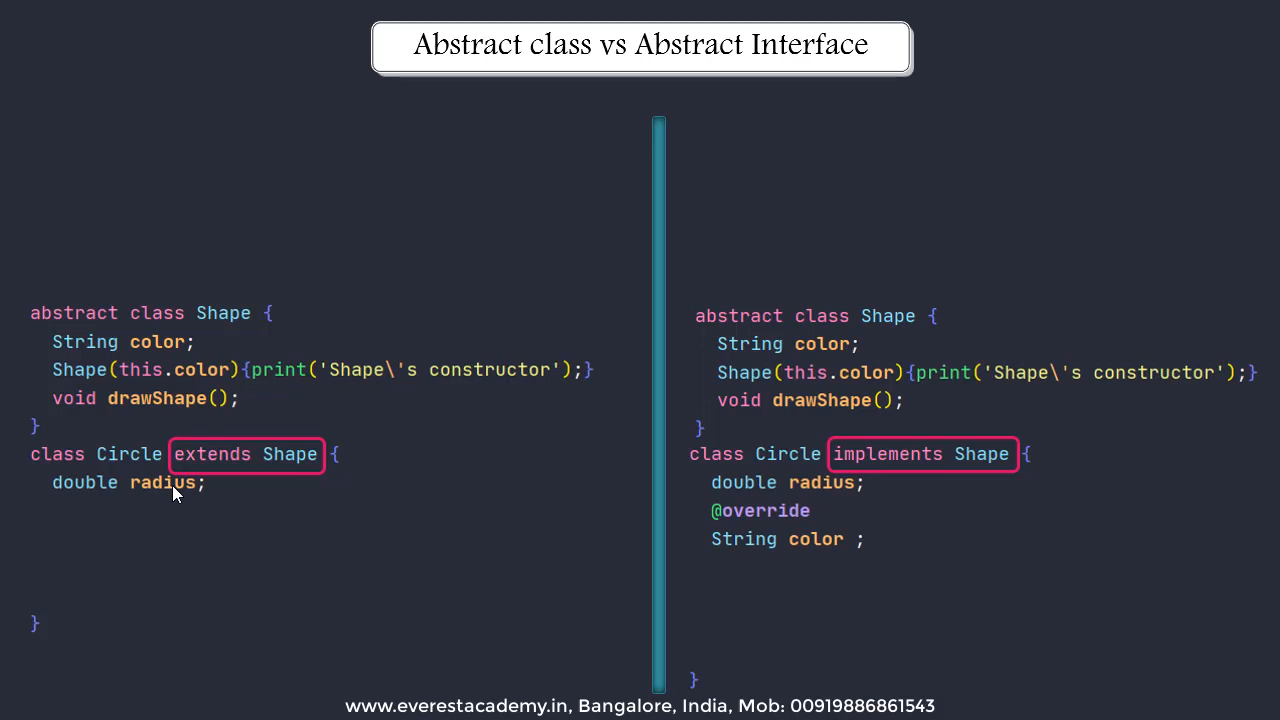 Abstract class vs Abstract Interface
abstract class Shape {
String color;
Shape(this.color){print('Shape\'s constructor');}
void drawShape();
}
class Circle extends Shape {
double radius;
}
abstract class Shape {
String color;
Shape(this.color){print('Shape\'s constructor');}
void drawShape();
}
class Circle implements Shape {
double radius;
@override
String color ;
}
www.everestacademy.in, Bangalore, India, Mob: 00919886861543